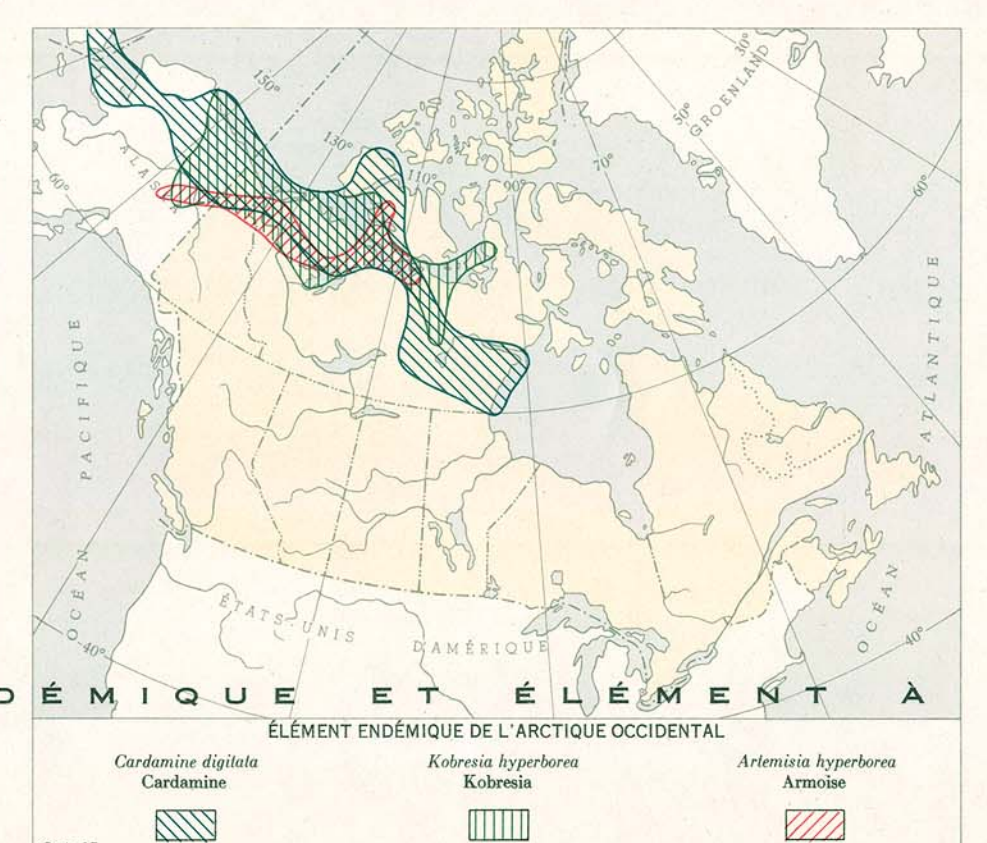 150°
30°
GROENLAND
50°
130°
ALAS
60°
110°
90°
70°
60°
OCÉAN PACIFIQUE
ATLANTIQUE
OCÉAN
ÉTATS-UNIS
D'AMÉRIQUE
40°
40°
DÉMIQUE ET ÉLÉMENT À
ÉLÉMENT ENDÉMIQUE DE L'ARCTIQUE OCCIDENTAL
Cardamine digitata
Kobresia hyperborea
Artemisia hyperborea
Cardamine
Kobresia
Armoise